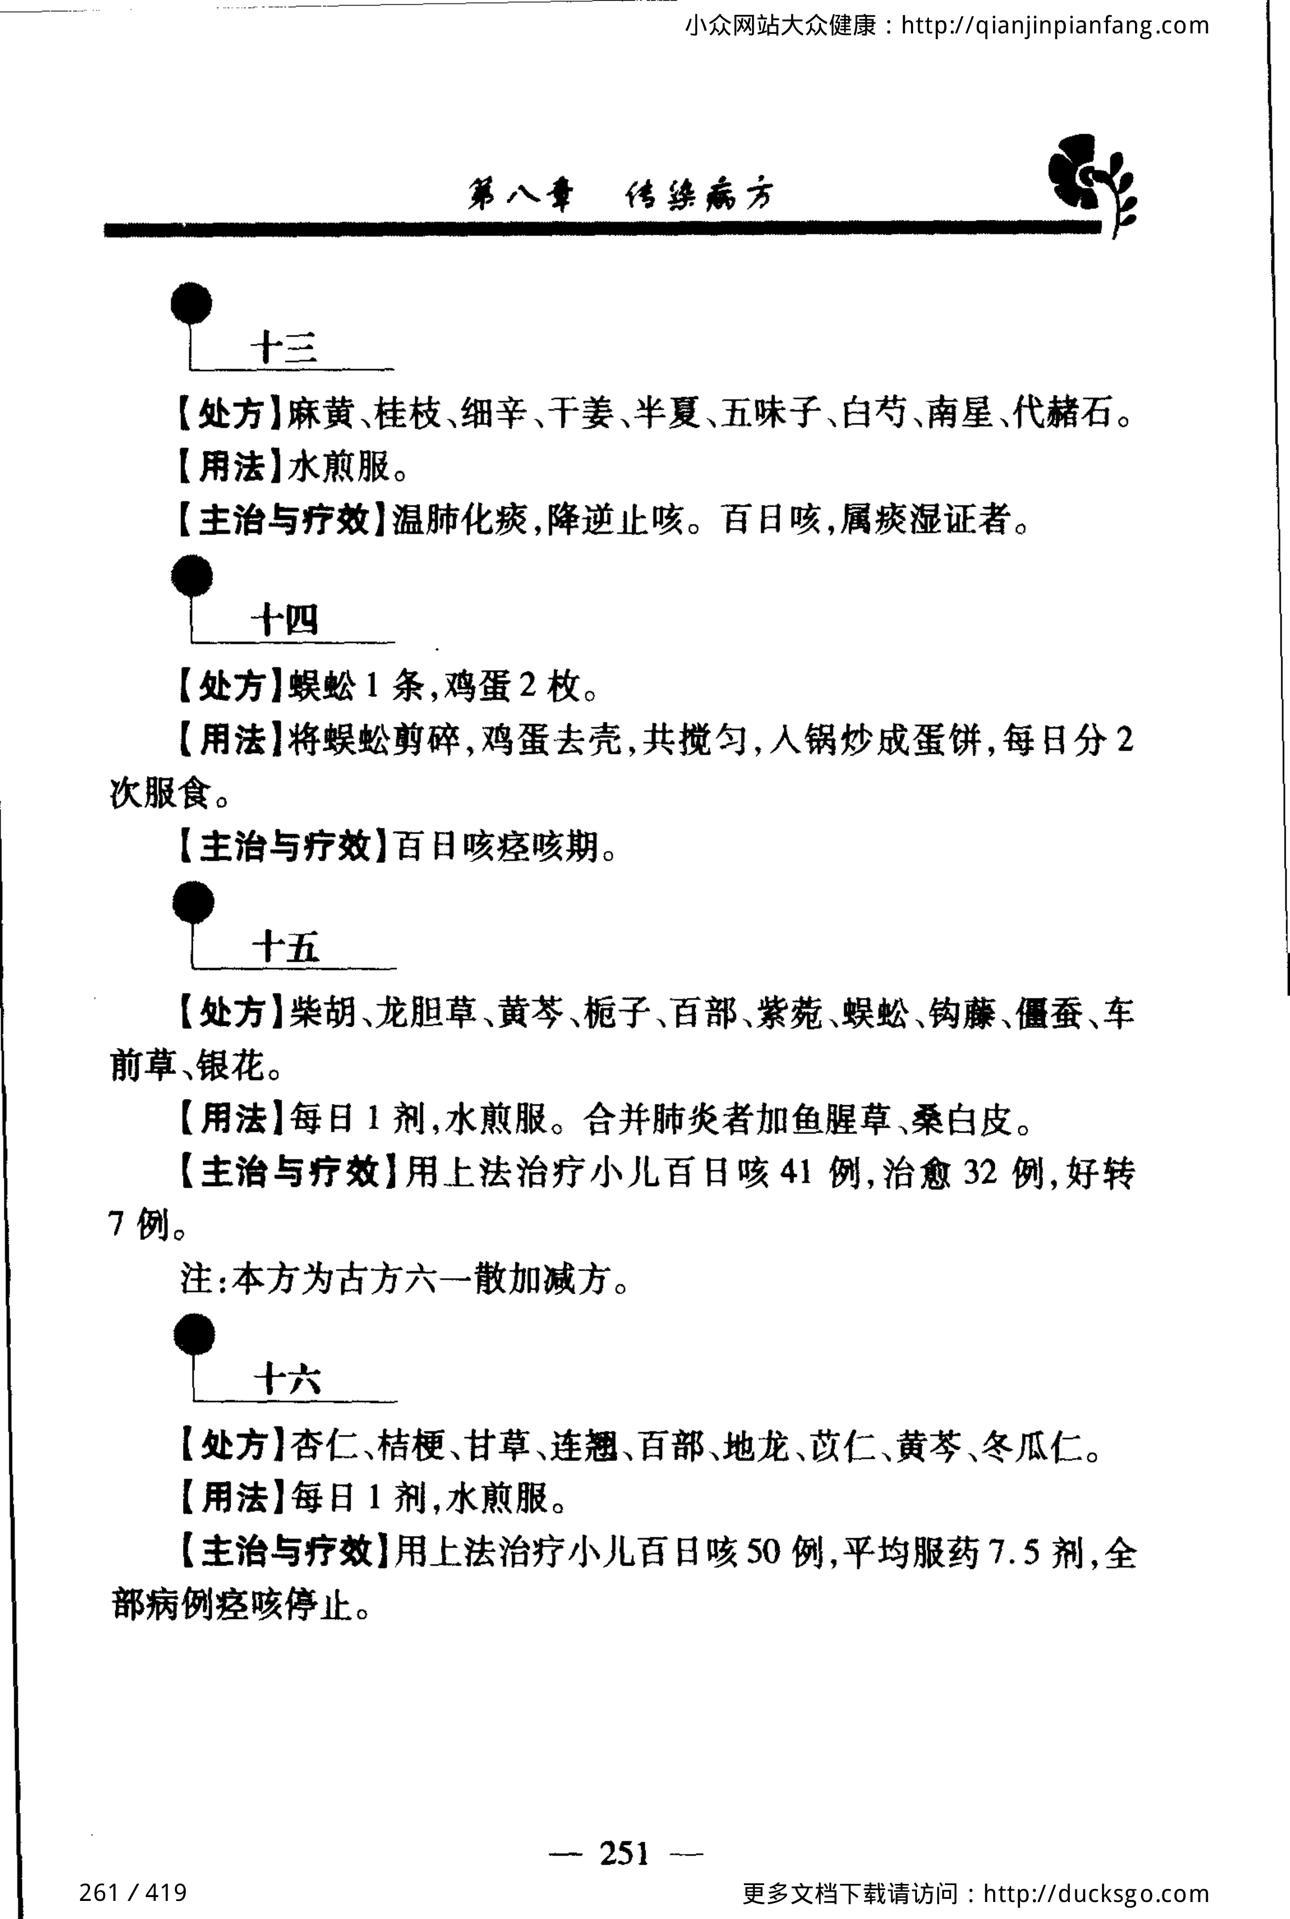 小众网站大众健康：http://qianjinpianfang.com
第八章 传染病方
十三
【处方】麻黄、桂枝、细辛、干姜、半夏、五味子、白芍、南星、代赭石。
【用法】水煎服。
【主治与疗效】温肺化痰,降逆止咳。百日咳,属痰湿证者。
十四
【处方】蜈蚣1条,鸡蛋2枚。
【用法】将蜈蚣剪碎,鸡蛋去壳,共搅匀,入锅炒成蛋饼,每日分2
次服食。
【主治与疗效】百日咳痉咳期。
十五
【处方】柴胡、龙胆草、黄芩、栀子、百部、紫菀、蜈蚣、钩藤、僵蚕、车
前草、银花。
【用法】每日1剂,水煎服。合并肺炎者加鱼腥草、桑白皮。
【主治与疗效】用上法治疗小儿百日咳41例,治愈32例,好转
7例。
注:本方为古方六一散加减方。
十六
【处方】杏仁、桔梗、甘草、连翘、百部、地龙、苡仁、黄芩、冬瓜仁。
【用法】每日1剂,水煎服。
【主治与疗效】用上法治疗小儿百日咳50例,平均服药7.5剂,全
部病例痉咳停止。
— 251 —
261 / 419
更多文档下载请访问：http://ducksgo.com